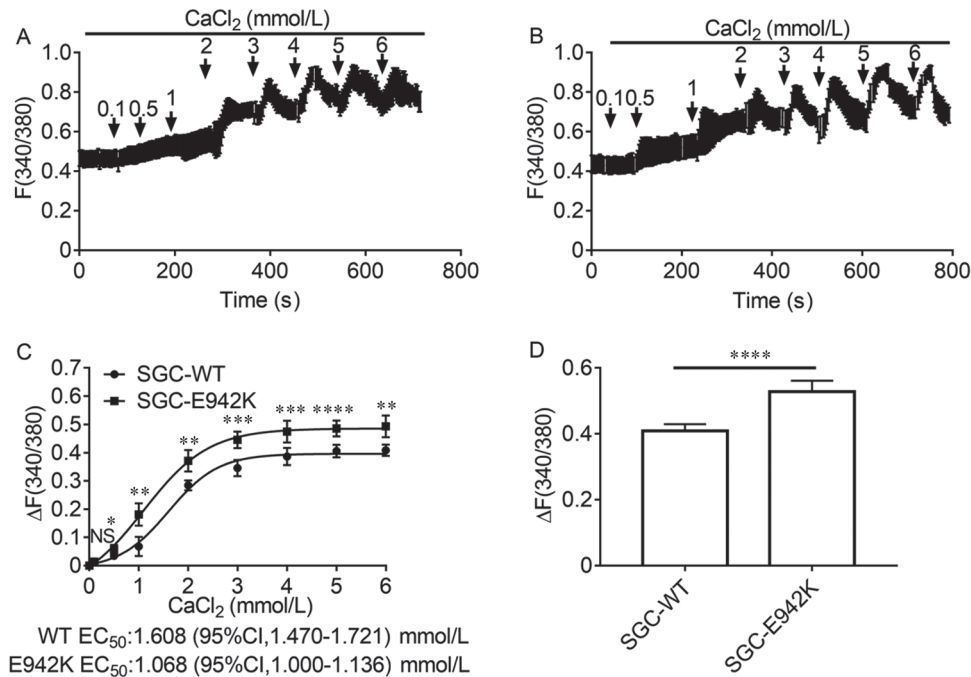 A
CaCl2 (mmol/L)
2 3 4 5 6
0.1 0.5 1
1.0
0.8
0.6
0.4
0.2
0
F(340/380)
0 200 400 600 800
Time (s)
B
CaCl2 (mmol/L)
2 3 4 5 6
0.1 0.5 1
1.0
0.8
0.6
0.4
0.2
0
F(340/380)
0 200 400 600 800
Time (s)
C
SGC-WT
SGC-E942K
0.7
0.6
0.5
0.4
0.3
0.2
0.1
0
ΔF(340/380)
NS * ** ** *** *** **** **
0 1 2 3 4 5 6
CaCl2 (mmol/L)
WT EC50:1.608 (95%CI,1.470-1.721) mmol/L
E942K EC50:1.068 (95%CI,1.000-1.136) mmol/L
D
****
0.6
0.4
0.2
0
ΔF(340/380)
SGC-WT
SGC-E942K